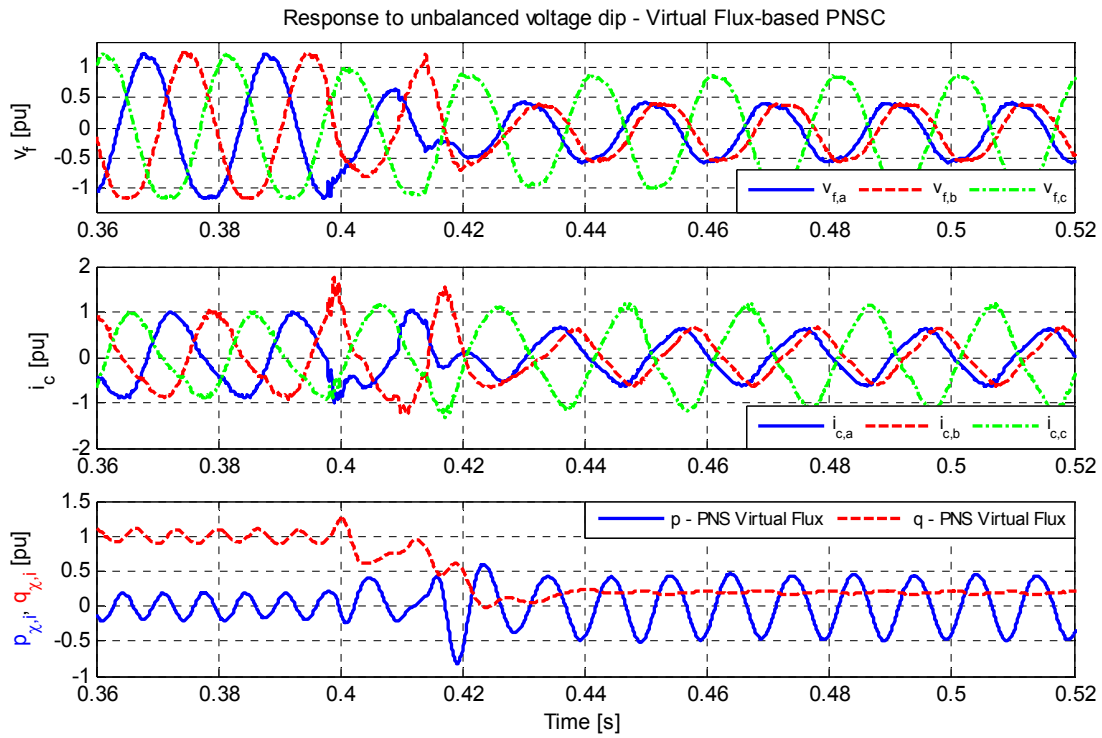 Response to unbalanced voltage dip - Virtual Flux-based PNSC
v_f [pu]
1
0.5
0
-0.5
-1
v_f,a
v_f,b
v_f,c
0.36 0.38 0.4 0.42 0.44 0.46 0.48 0.5 0.52
i_c [pu]
2
1
0
-1
-2
i_c,a
i_c,b
i_c,c
0.36 0.38 0.4 0.42 0.44 0.46 0.48 0.5 0.52
p_χ,i, q_χ,i [pu]
1.5
1
0.5
0
-0.5
-1
p - PNS Virtual Flux
q - PNS Virtual Flux
0.36 0.38 0.4 0.42 0.44 0.46 0.48 0.5 0.52
Time [s]